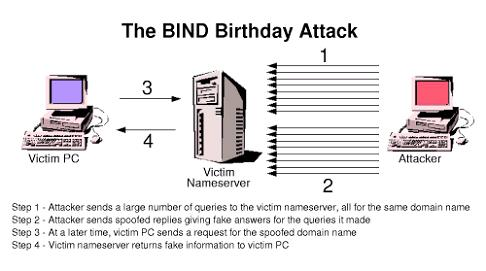 The BIND Birthday Attack
1
3
4
Victim PC
Victim
Nameserver
Attacker
2
Step 1 - Attacker sends a large number of queries to the victim nameserver, all for the same domain name
Step 2 - Attacker sends spoofed replies giving fake answers for the queries it made
Step 3 - At a later time, victim PC sends a request for the spoofed domain name
Step 4 - Victim nameserver returns fake information to victim PC